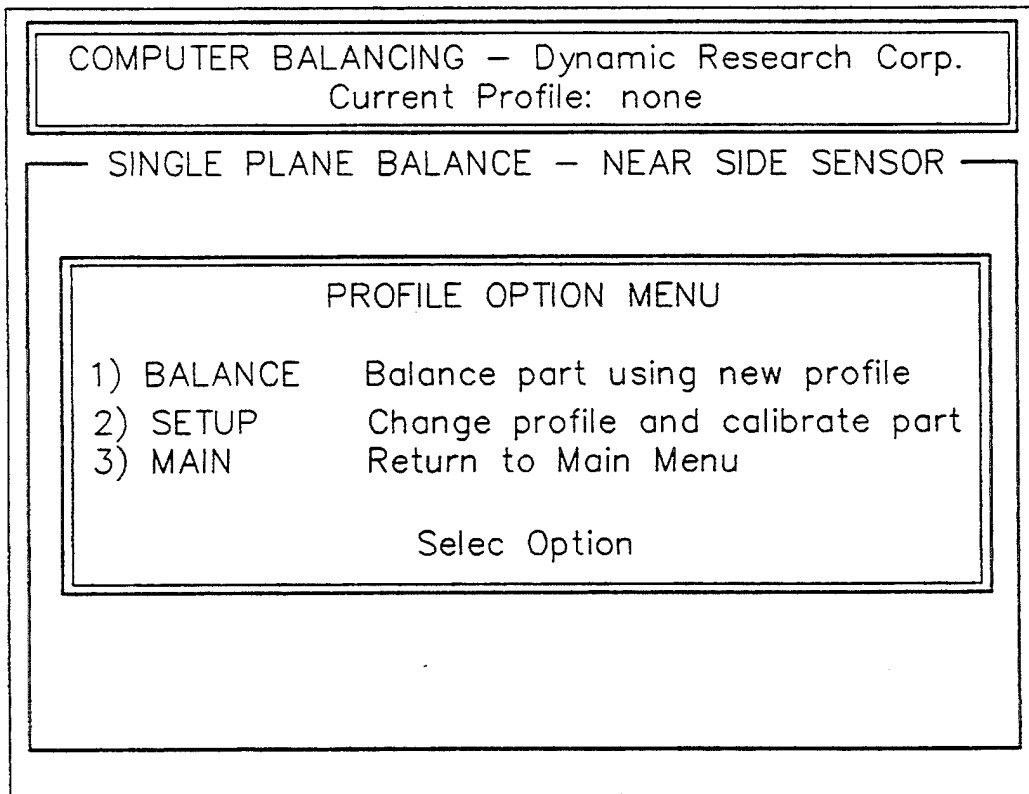 COMPUTER BALANCING – Dynamic Research Corp.
Current Profile: none
SINGLE PLANE BALANCE – NEAR SIDE SENSOR
PROFILE OPTION MENU
1) BALANCE Balance part using new profile
2) SETUP Change profile and calibrate part
3) MAIN Return to Main Menu
Selec Option